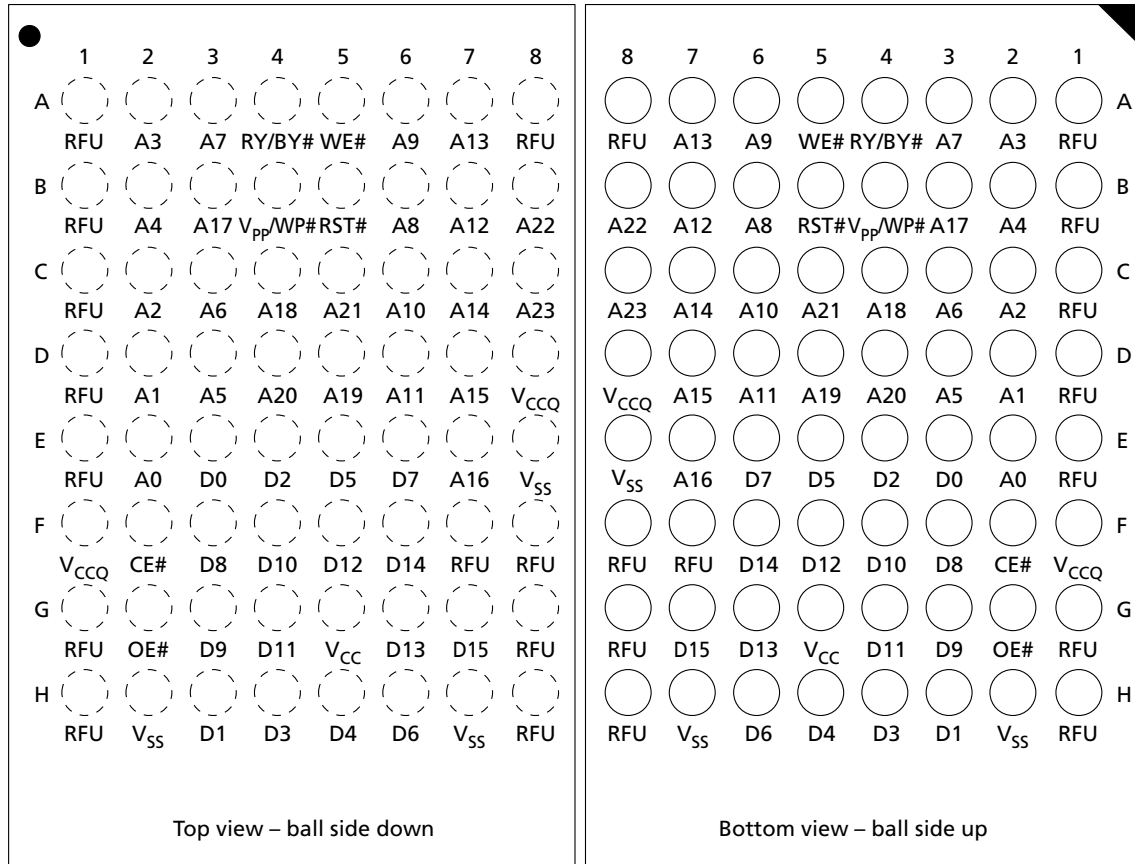 1 2 3 4 5 6 7 8
A
RFU A3 A7 RY/BY# WE# A9 A13 RFU
B
RFU A4 A17 VPP/WP# RST# A8 A12 A22
C
RFU A2 A6 A18 A21 A10 A14 A23
D
RFU A1 A5 A20 A19 A11 A15 VCCQ
E
RFU A0 D0 D2 D5 D7 A16 VSS
F
VCCQ CE# D8 D10 D12 D14 RFU RFU
G
RFU OE# D9 D11 VCC D13 D15 RFU
H
RFU VSS D1 D3 D4 D6 VSS RFU
Top view – ball side down
8 7 6 5 4 3 2 1
A
RFU A13 A9 WE# RY/BY# A7 A3 RFU
B
A22 A12 A8 RST# VPP/WP# A17 A4 RFU
C
A23 A14 A10 A21 A18 A6 A2 RFU
D
VCCQ A15 A11 A19 A20 A5 A1 RFU
E
VSS A16 D7 D5 D2 D0 A0 RFU
F
RFU RFU D14 D12 D10 D8 CE# VCCQ
G
RFU D15 D13 VCC D11 D9 OE# RFU
H
RFU VSS D6 D4 D3 D1 VSS RFU
Bottom view – ball side up